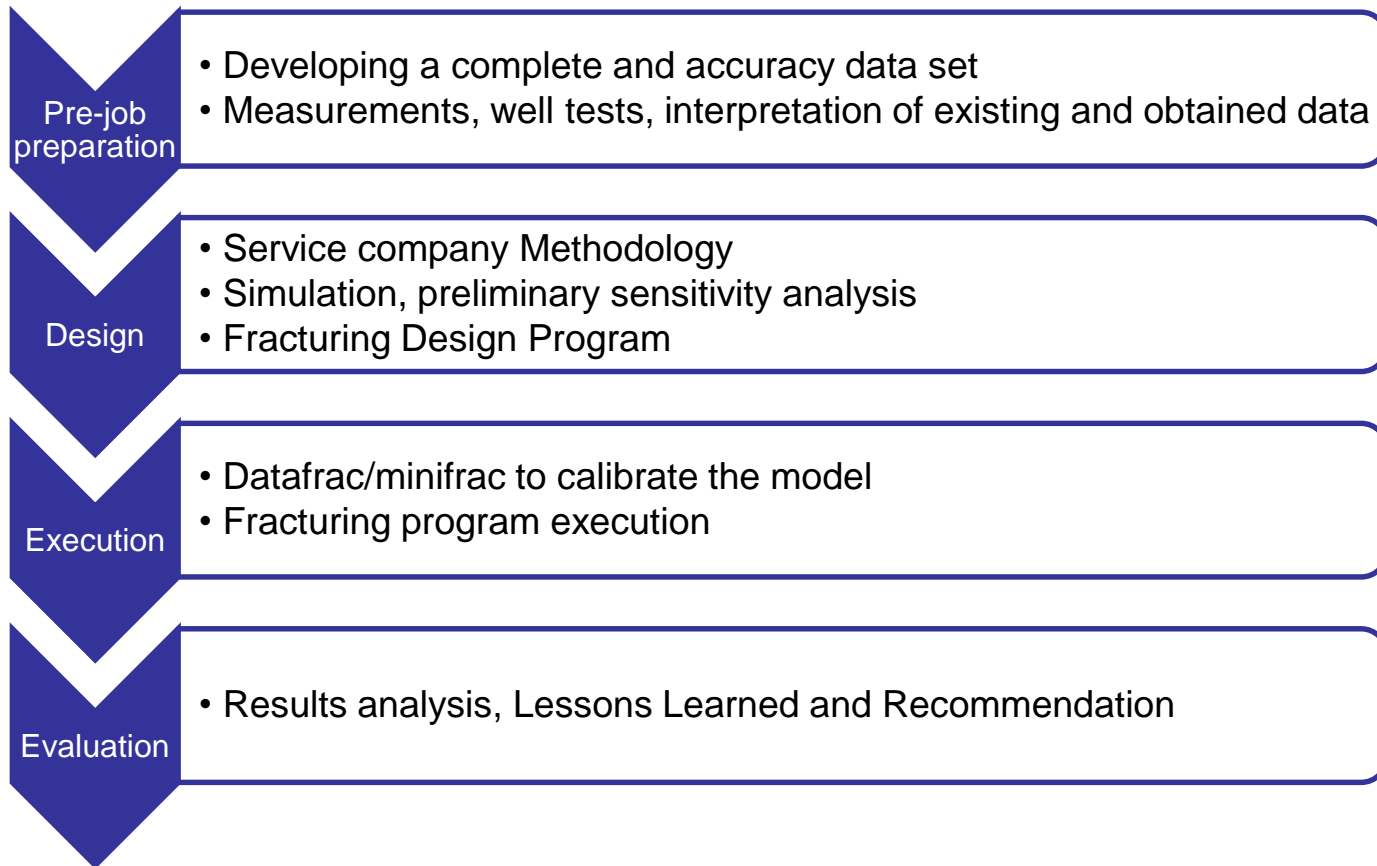 Pre-job
preparation
• Developing a complete and accuracy data set
• Measurements, well tests, interpretation of existing and obtained data
Design
• Service company Methodology
• Simulation, preliminary sensitivity analysis
• Fracturing Design Program
Execution
• Datafrac/minifrac to calibrate the model
• Fracturing program execution
Evaluation
• Results analysis, Lessons Learned and Recommendation